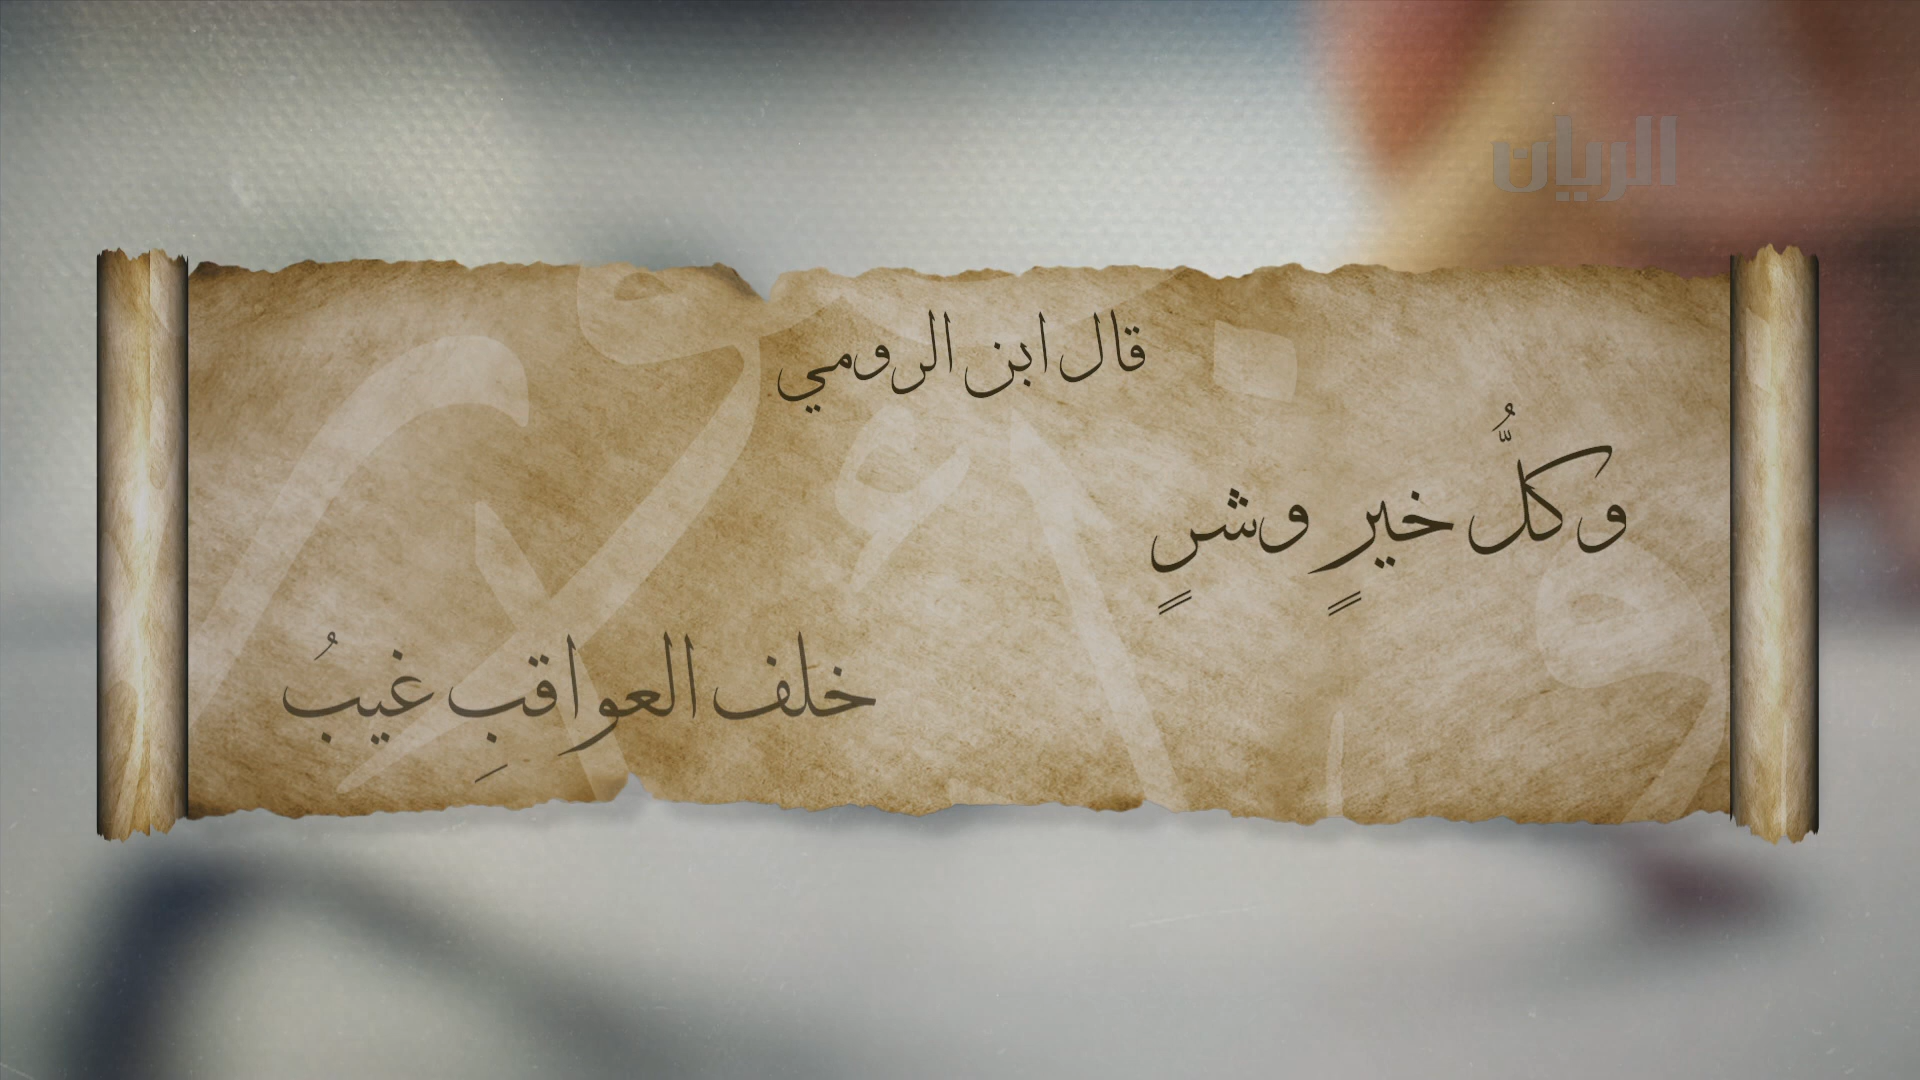 الريان
قال ابن الرومي
وكلُّ خيرٍ وشرٍ
خلف العواقبِ غيبُ